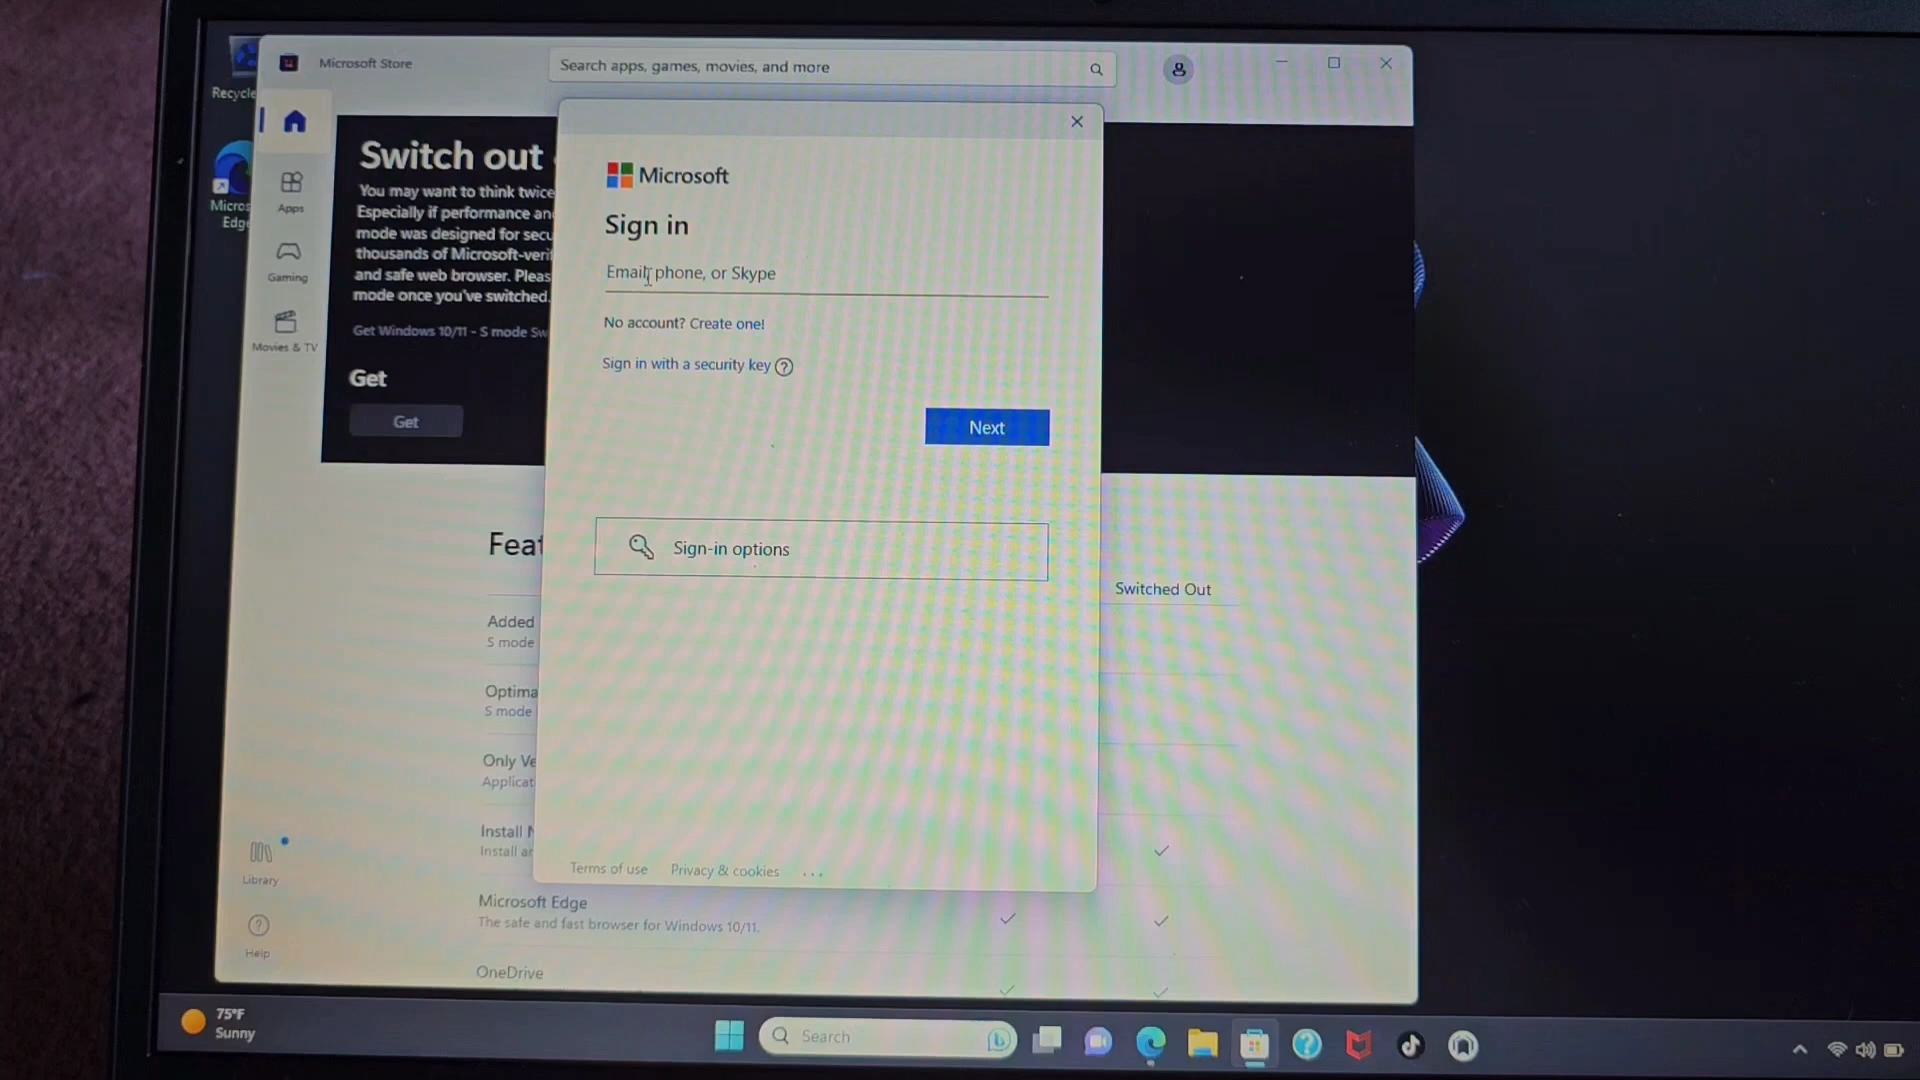 Recycle
Micros
Edge
Microsoft Store
Search apps, games, movies, and more
Apps
Gaming
Movies & TV
Library
Help
Switch out
You may want to think twice
Especially if performance an
mode was designed for secu
thousands of Microsoft-veri
and safe web browser. Pleas
mode once you've switched.
Get Windows 10/11 - S mode Sw
Get
Get
Microsoft
Sign in
Email, phone, or Skype
No account? Create one!
Sign in with a security key ?
Next
Sign-in options
Terms of use Privacy & cookies ...
Feat
Switched Out
Added
S mode
Optima
S mode
Only Ve
Applicat
Install N
Install an
Microsoft Edge
The safe and fast browser for Windows 10/11.
OneDrive
75°F
Sunny
Search